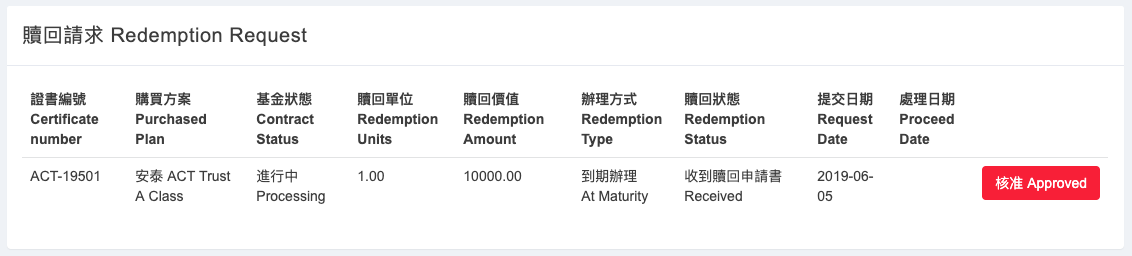 贖回請求 Redemption Request
證書編號 購買方案 基金狀態 贖回單位 贖回價值 辦理方式 贖回狀態 提交日期 處理日期
Certificate Purchased Contract Redemption Redemption Redemption Redemption Request Proceed
number Plan Status Units Amount Type Status Date Date
ACT-19501 安泰 ACT Trust 進行中 1.00 10000.00 到期辦理 收到贖回申請書 2019-06- 核准 Approved
A Class Processing At Maturity Received 05